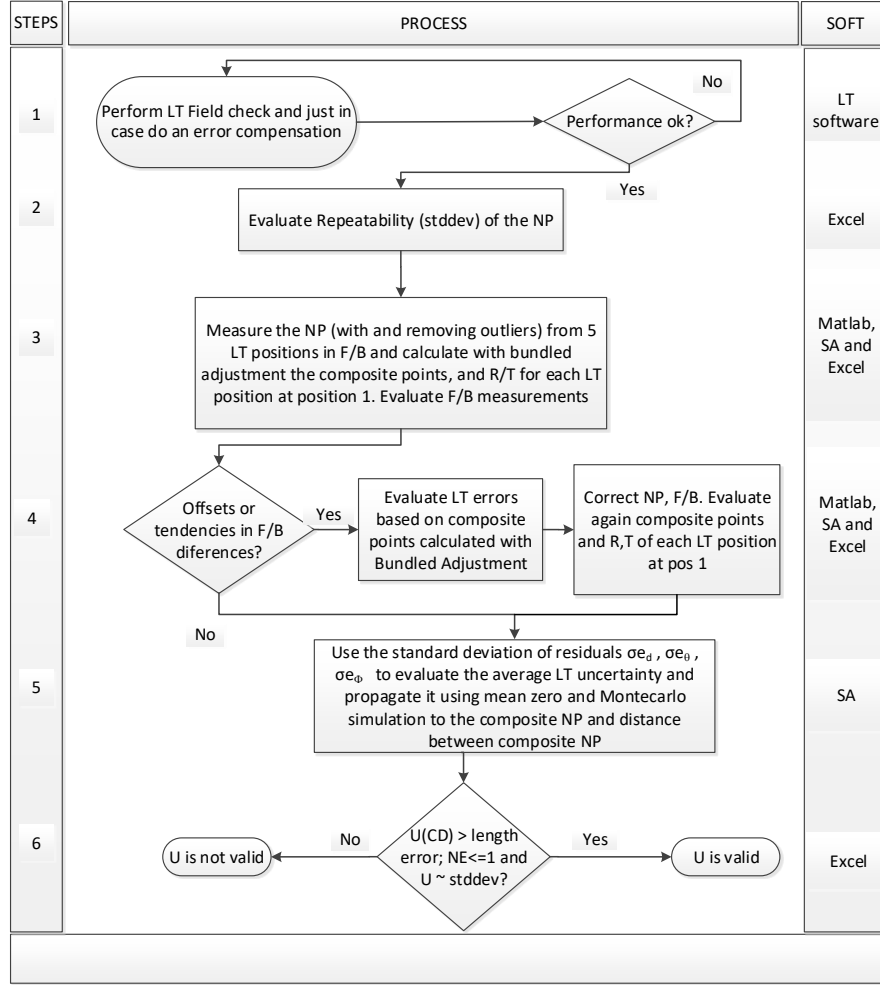 STEPS
PROCESS
SOFT
1
Perform LT Field check and just in
case do an error compensation
Performance ok?
No
Yes
LT
software
2
Evaluate Repeatability (stddev) of the NP
Excel
3
Measure the NP (with and removing outliers) from 5
LT positions in F/B and calculate with bundled
adjustment the composite points, and R/T for each LT
position at position 1. Evaluate F/B measurements
Matlab,
SA and
Excel
4
Offsets or
tendencies in F/B
diferences?
Yes
No
Evaluate LT errors
based on composite
points calculated with
Bundled Adjustment
Correct NP, F/B. Evaluate
again composite points
and R,T of each LT position
at pos 1
Matlab,
SA and
Excel
5
Use the standard deviation of residuals σe_d , σe_θ ,
σe_Φ to evaluate the average LT uncertainty and
propagate it using mean zero and Montecarlo
simulation to the composite NP and distance
between composite NP
SA
6
U is not valid
No
U(CD) > length
error; NE<=1 and
U ~ stddev?
Yes
U is valid
Excel